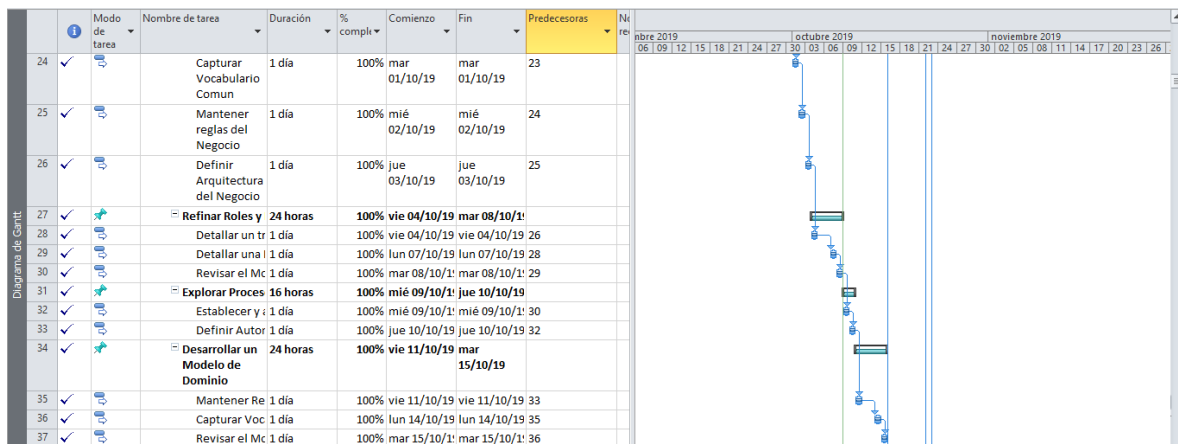 Modo de tarea Nombre de tarea Duración % comple Comienzo Fin Predecesoras
mbre 2019 octubre 2019 noviembre 2019
06 09 12 15 18 21 24 27 30 03 06 09 12 15 18 21 24 27 30 02 05 08 11 14 17 20 23 26
24 Capturar Vocabulario Comun 1 día 100% mar 01/10/19 mar 01/10/19 23
25 Mantener reglas del Negocio 1 día 100% mié 02/10/19 mié 02/10/19 24
26 Definir Arquitectura del Negocio 1 día 100% jue 03/10/19 jue 03/10/19 25
27 Refinar Roles y 24 horas 100% vie 04/10/19 mar 08/10/1
28 Detallar un tr 1 día 100% vie 04/10/19 vie 04/10/19 26
29 Detallar una 1 día 100% lun 07/10/19 lun 07/10/19 28
30 Revisar el Mo 1 día 100% mar 08/10/1 mar 08/10/1 29
31 Explorar Proces 16 horas 100% mié 09/10/1 jue 10/10/19
32 Establecer y a 1 día 100% mié 09/10/1 mié 09/10/1 30
33 Definir Autor 1 día 100% jue 10/10/19 jue 10/10/19 32
34 Desarrollar un Modelo de Dominio 24 horas 100% vie 11/10/19 mar 15/10/19
35 Mantener Re 1 día 100% vie 11/10/19 vie 11/10/19 33
36 Capturar Voc 1 día 100% lun 14/10/19 lun 14/10/19 35
37 Revisar el Mo 1 día 100% mar 15/10/1 mar 15/10/1 36
Diagrama de Gantt